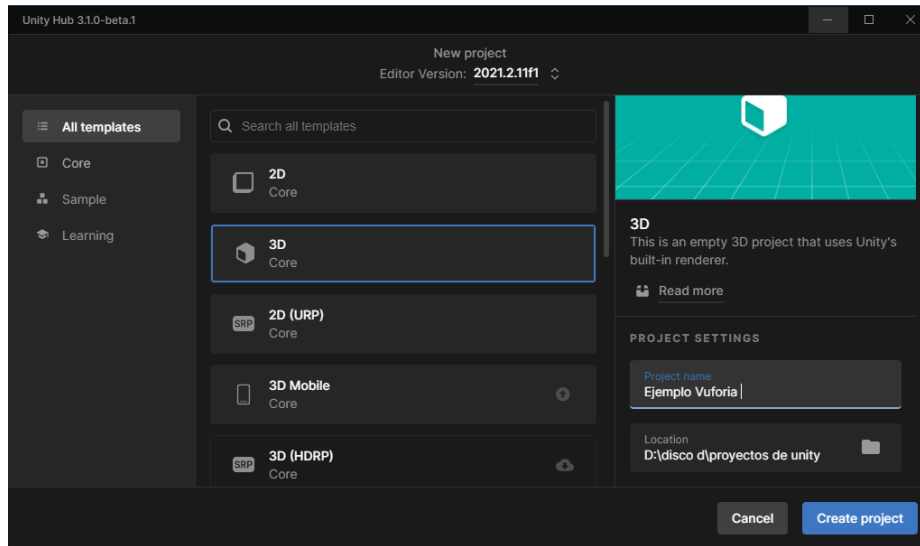 Unity Hub 3.1.0-beta.1
New project
Editor Version: 2021.2.11f1
All templates
Core
Sample
Learning
Search all templates
2D
Core
3D
Core
SRP
2D (URP)
Core
3D Mobile
Core
SRP
3D (HDRP)
Core
3D
This is an empty 3D project that uses Unity's
built-in renderer.
Read more
PROJECT SETTINGS
Project name
Ejemplo Vuforia
Location
D:\disco d\proyectos de unity
Cancel
Create project